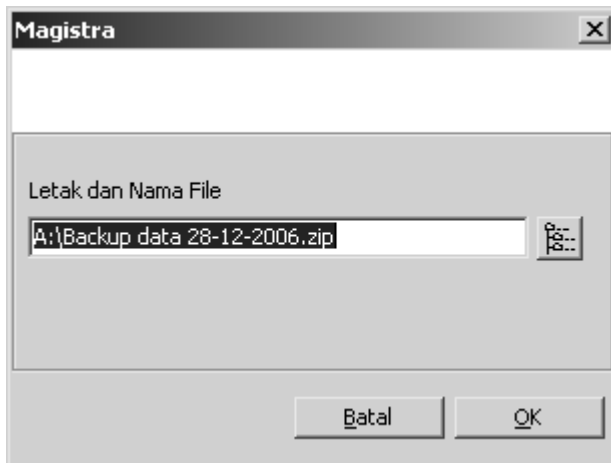 Magistra
Letak dan Nama File
A:\Backup data 28-12-2006.zip
Batal
OK